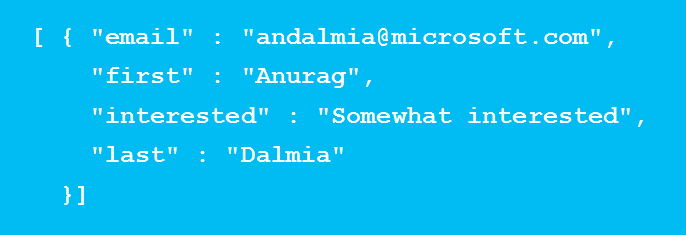 [ { "email" : "andalmia@microsoft.com",
"first" : "Anurag",
"interested" : "Somewhat interested",
"last" : "Dalmia"
}]